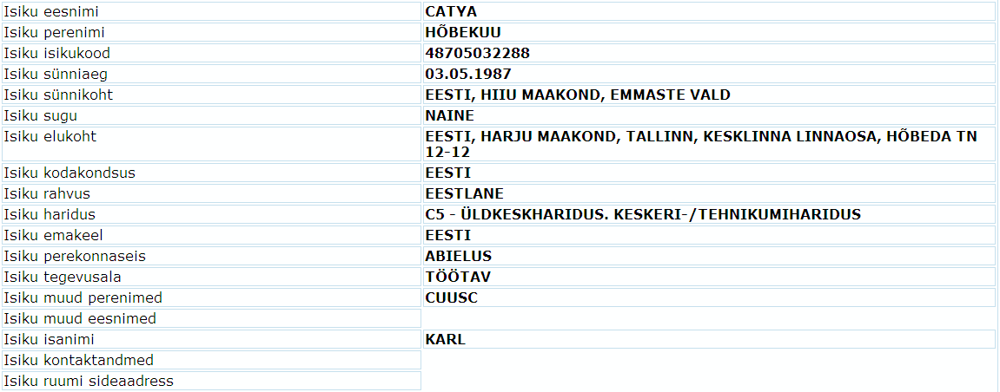 Isiku eesnimi CATYA
Isiku perenimi HÕBEKUU
Isiku isikukood 48705032288
Isiku sünniaeg 03.05.1987
Isiku sünnikoht EESTI, HIIU MAAKOND, EMMASTE VALD
Isiku sugu NAINE
Isiku elukoht EESTI, HARJU MAAKOND, TALLINN, KESKLINNA LINNAOSA, HÕBEDA TN
12-12
Isiku kodakondsus EESTI
Isiku rahvus EESTLANE
Isiku haridus C5 - ÜLDKESKHARIDUS. KESKERI-/TEHNIKUMIHARIDUS
Isiku emakeel EESTI
Isiku perekonnaseis ABIELUS
Isiku tegevusala TÖÖTAV
Isiku muud perenimed CUUSC
Isiku muud eesnimed
Isiku isanimi KARL
Isiku kontaktandmed
Isiku ruumi sideaadress